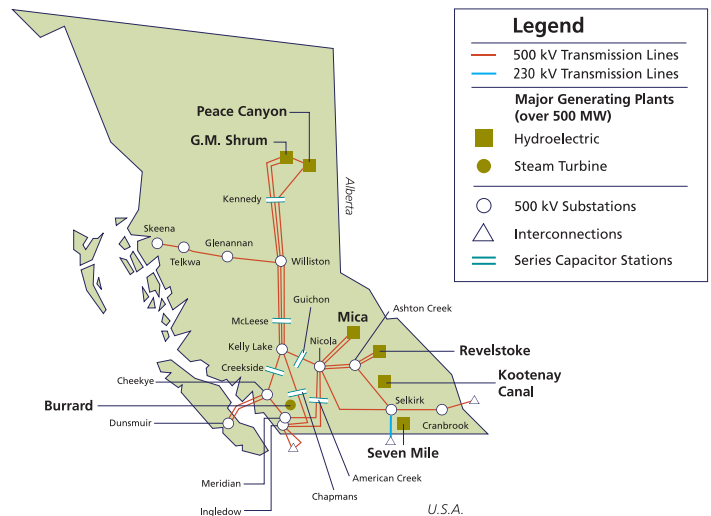 Legend
500 kV Transmission Lines
230 kV Transmission Lines
Major Generating Plants
(over 500 MW)
Hydroelectric
Steam Turbine
500 kV Substations
Interconnections
Series Capacitor Stations
Peace Canyon
G.M. Shrum
Alberta
Kennedy
Skeena
Glenannan
Telkwa
Williston
Guichon
Ashton Creek
McLeese
Mica
Nicola
Kelly Lake
Revelstoke
Creekside
Kootenay
Canal
Cheekye
Selkirk
Burrard
Dunsmuir
Cranbrook
Seven Mile
American Creek
Meridian
Chapmans
Ingledow
U.S.A.